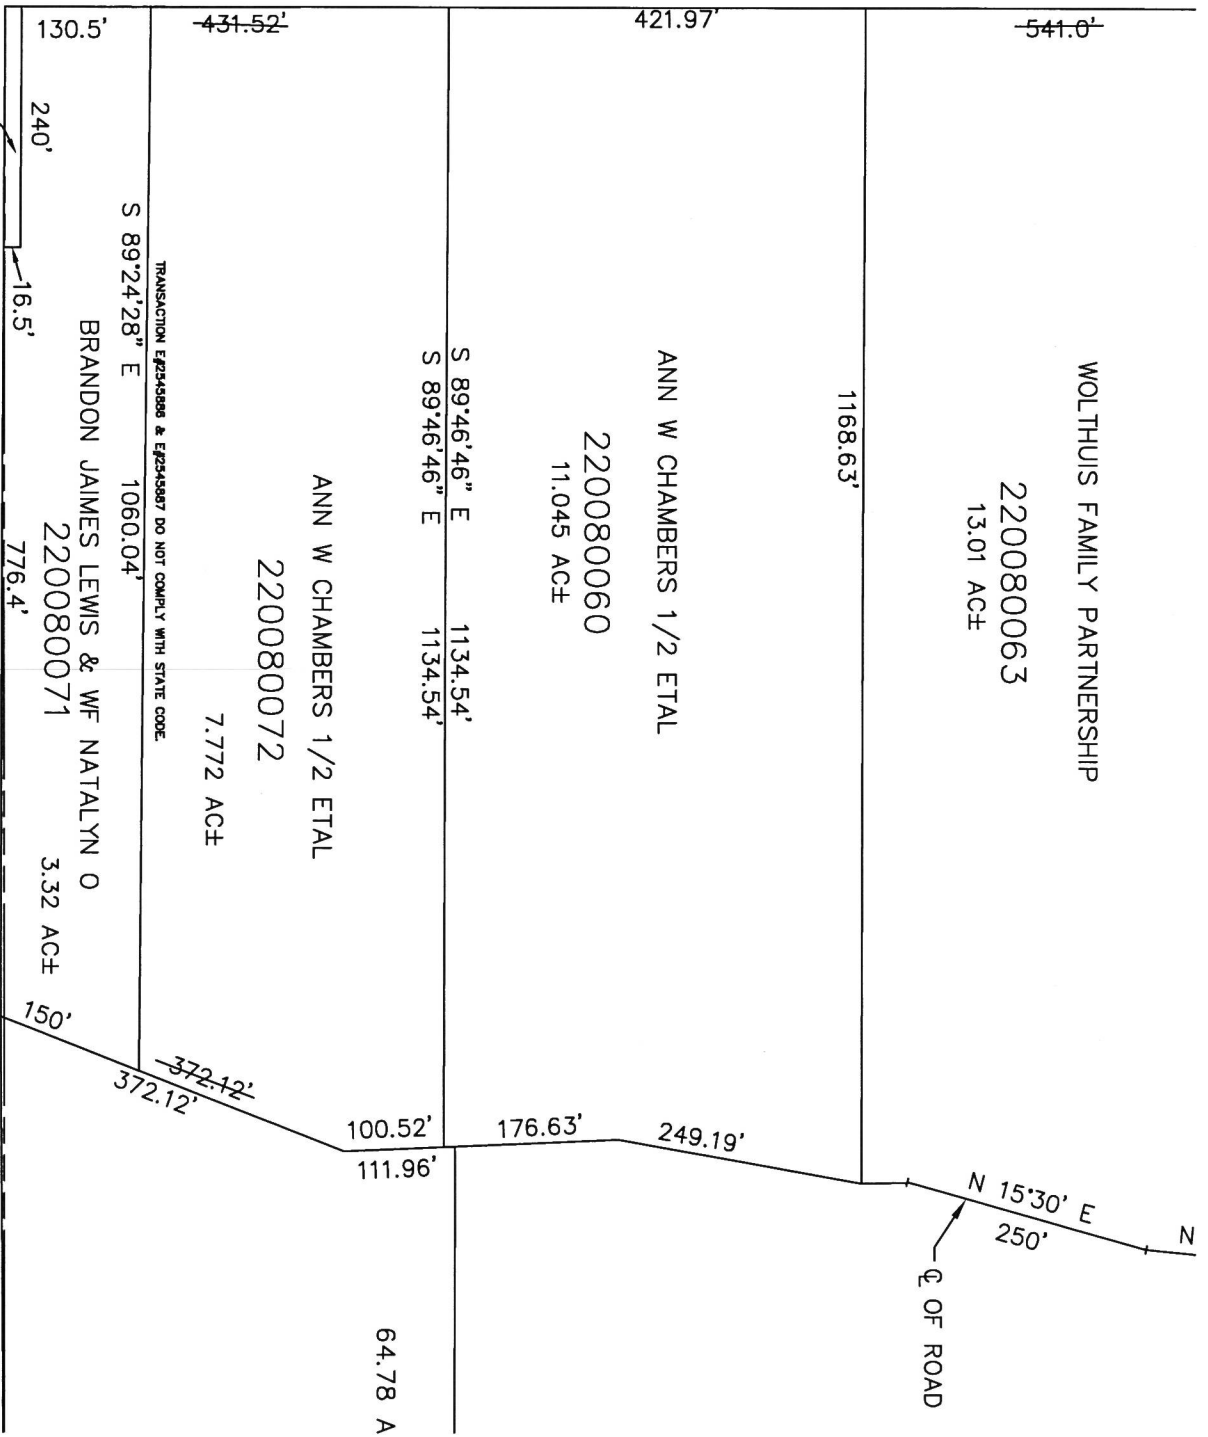 130.5'
431.52'
421.97'
541.0'
WOLTHUIS FAMILY PARTNERSHIP
220080063
13.01 AC±
1168.63'
ANN W CHAMBERS 1/2 ETAL
220080060
11.045 AC±
S 89°46'46" E 1134.54'
S 89°46'46" E 1134.54'
ANN W CHAMBERS 1/2 ETAL
220080072
7.772 AC±
TRANSACTION E#2545886 & E#2545887 DO NOT COMPLY WITH STATE CODE.
S 89°24'28" E 1060.04'
BRANDON JAIMES LEWIS & WF NATALYN O
220080071
3.32 AC±
240'
16.5'
776.4'
150'
372.12'
372.12'
100.52'
111.96'
176.63'
249.19'
N 15°30' E
250'
N
℄ OF ROAD
64.78 A